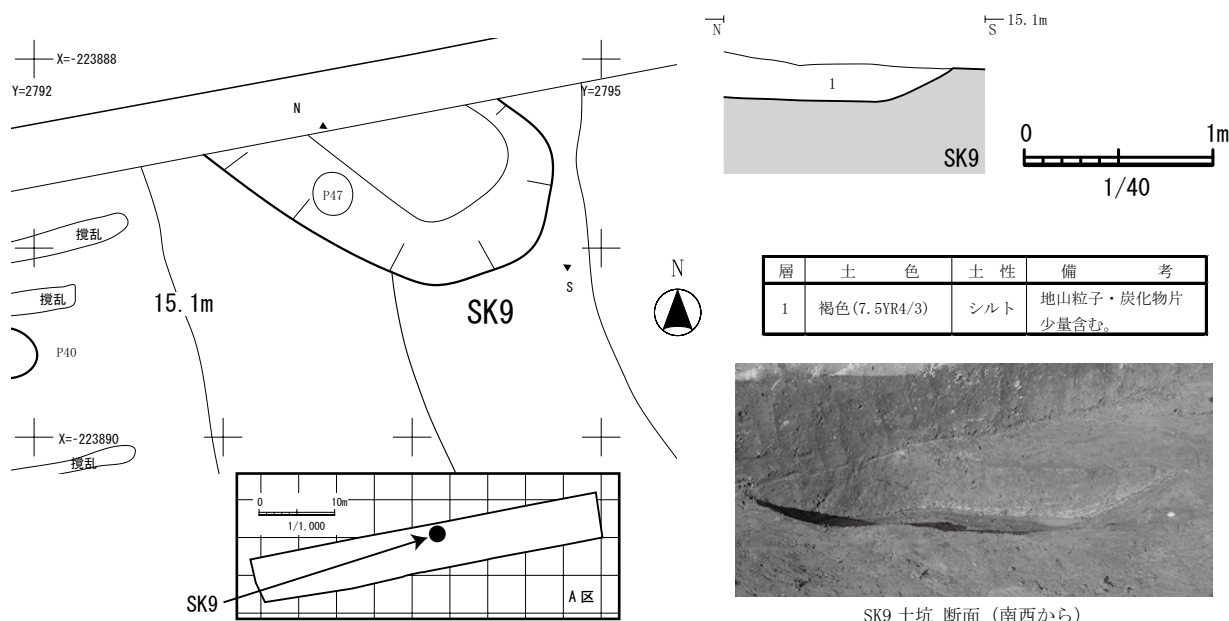 X=-223888
Y=2792
Y=2795
N
P47
撹乱
撹乱
15.1m
SK9
S
P40
X=-223890
撹乱
N
N
S 15.1m
1
SK9
0 1m
1/40
層 土 色 土 性 備 考
1 褐色(7.5YR4/3) シルト 地山粒子・炭化物片
少量含む。
0 10m
1/1,000
SK9
A 区
SK9 土坑 断面 (南西から)